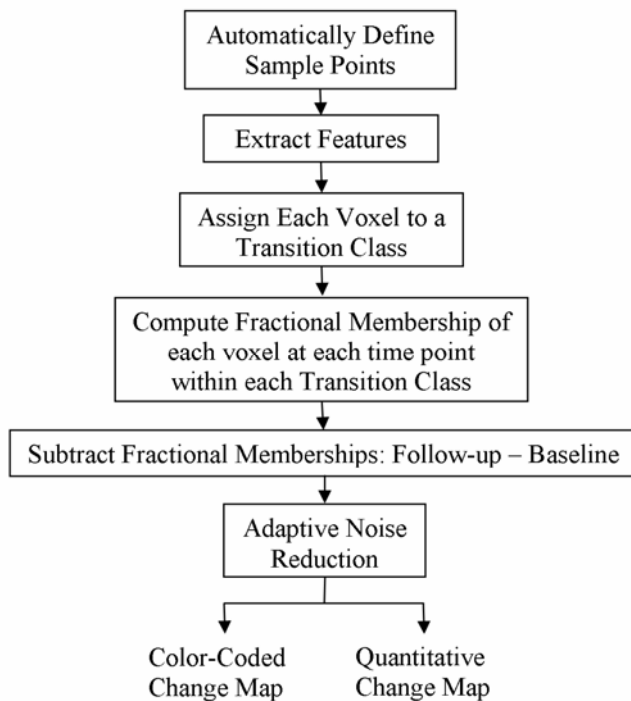 Automatically Define
Sample Points
Extract Features
Assign Each Voxel to a
Transition Class
Compute Fractional Membership of
each voxel at each time point
within each Transition Class
Subtract Fractional Memberships: Follow-up – Baseline
Adaptive Noise
Reduction
Color-Coded
Change Map
Quantitative
Change Map